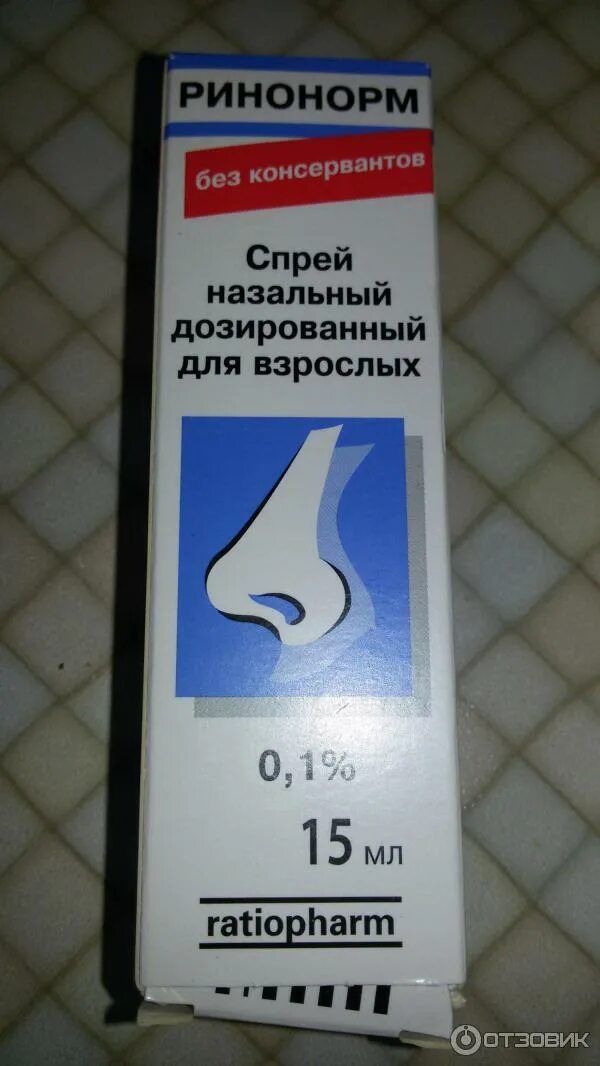 РИНОНОРМ
без консервантов
Спрей
назальный
дозированный
для взрослых
0,1%
15 мл
ratiopharm
ОТЗОВИК